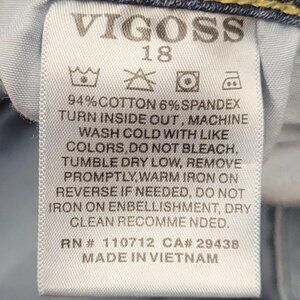 VIGOSS
18
94%COTTON 6%SPANDEX
TURN INSIDE OUT, MACHINE
WASH COLD WITH LIKE
COLORS,DO NOT BLEACH.
TUMBLE DRY LOW, REMOVE
PROMPTLY,WARM IRON ON
REVERSE IF NEEDED, DO NOT
IRON ON ENBELLISHMENT, DRY
CLEAN RECOMMENDED.
RN # 110712 CA# 29438
MADE IN VIETNAM